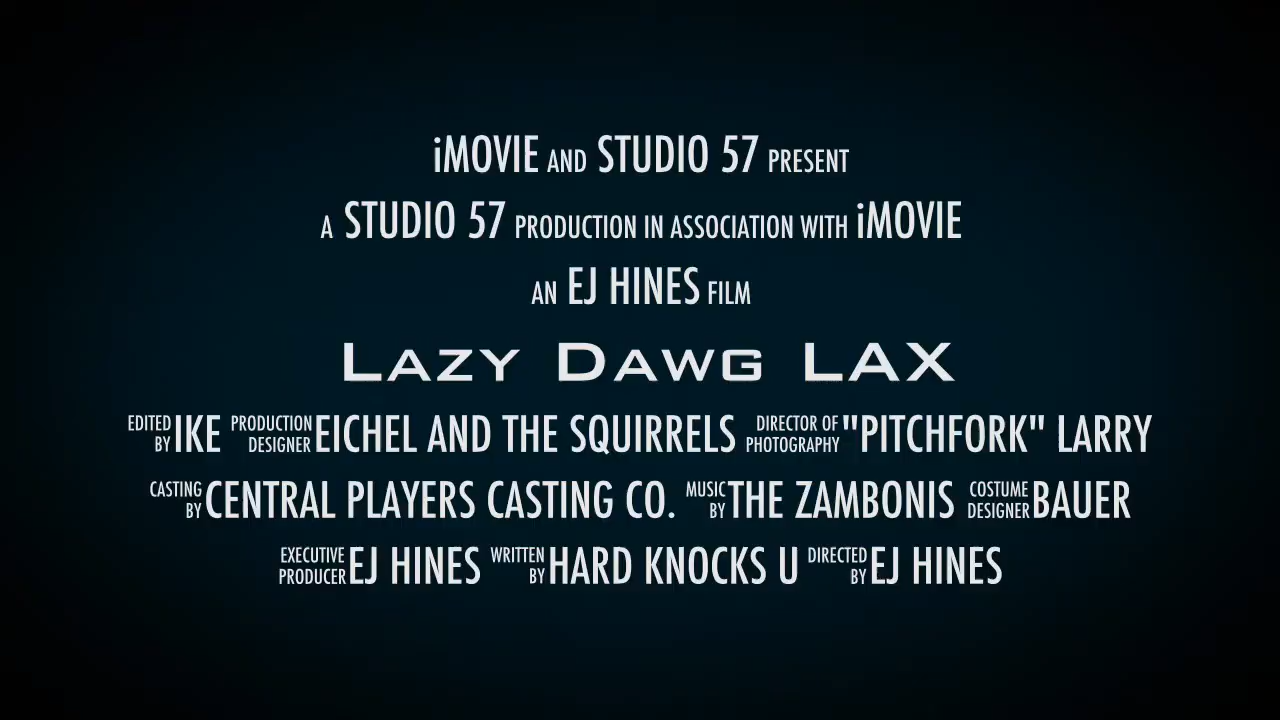 iMOVIE AND STUDIO 57 PRESENT
A STUDIO 57 PRODUCTION IN ASSOCIATION WITH iMOVIE
AN EJ HINES FILM
LAZY DAWG LAX
EDITED BY IKE PRODUCTION DESIGNER EICHEL AND THE SQUIRRELS DIRECTOR OF PHOTOGRAPHY "PITCHFORK" LARRY
CASTING BY CENTRAL PLAYERS CASTING CO. MUSIC BY THE ZAMBONIS COSTUME DESIGNER BAUER
EXECUTIVE PRODUCER EJ HINES WRITTEN BY HARD KNOCKS U DIRECTED BY EJ HINES